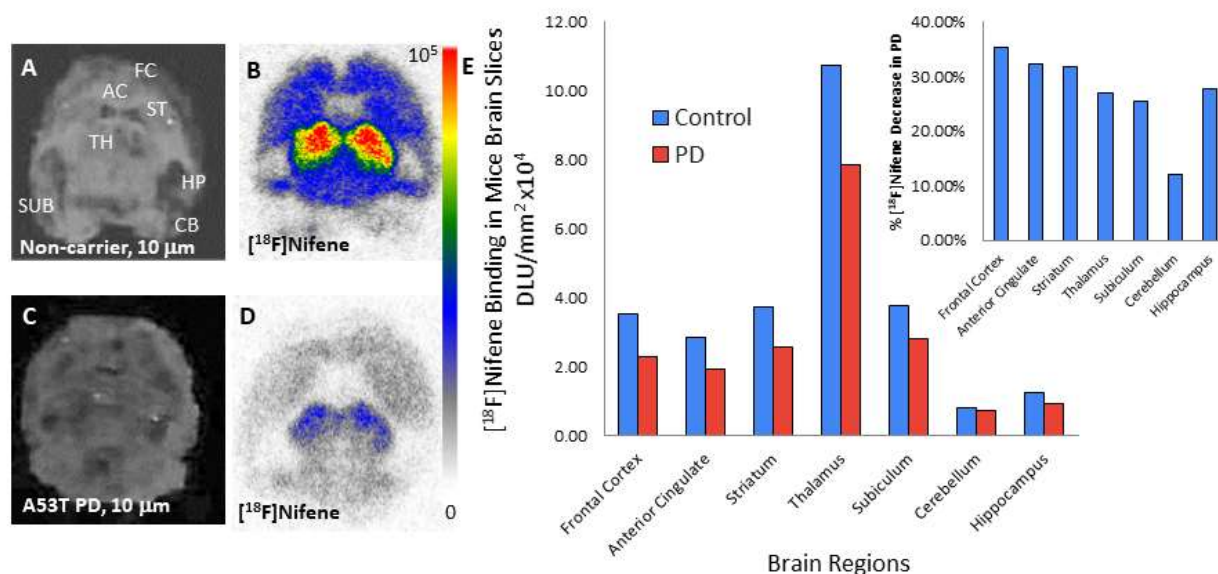 A
FC
AC
ST
TH
HP
SUB
CB
Non-carrier, 10 µm
B
[¹⁸F]Nifene
10⁵
0
C
A53T PD, 10 µm
D
[¹⁸F]Nifene
E
[¹⁸F]Nifene Binding in Mice Brain Slices
DLU/mm² x10⁴
12.00
10.00
8.00
6.00
4.00
2.00
0.00
Control
PD
Frontal Cortex
Anterior Cingulate
Striatum
Thalamus
Subiculum
Cerebellum
Hippocampus
Brain Regions
% [¹⁸F]Nifene Decrease in PD
40.00%
30.00%
20.00%
10.00%
0.00%
Frontal Cortex
Anterior Cingulate
Striatum
Thalamus
Subiculum
Cerebellum
Hippocampus